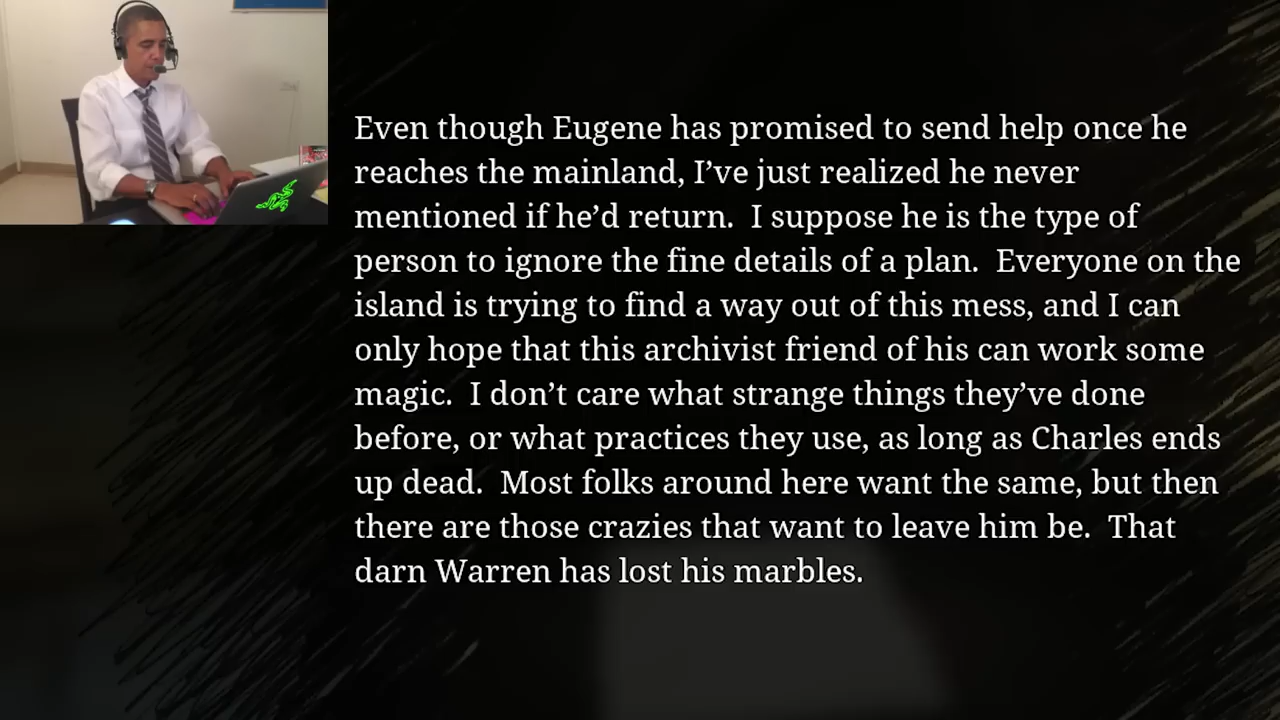 Even though Eugene has promised to send help once he
reaches the mainland, I’ve just realized he never
mentioned if he’d return.  I suppose he is the type of
person to ignore the fine details of a plan.  Everyone on the
island is trying to find a way out of this mess, and I can
only hope that this archivist friend of his can work some
magic.  I don’t care what strange things they’ve done
before, or what practices they use, as long as Charles ends
up dead.  Most folks around here want the same, but then
there are those crazies that want to leave him be.  That
darn Warren has lost his marbles.